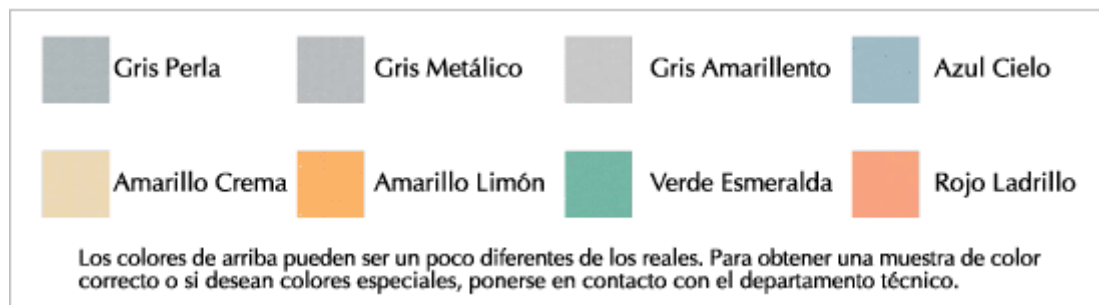 Gris Perla
Gris Metálico
Gris Amarillento
Azul Cielo
Amarillo Crema
Amarillo Limón
Verde Esmeralda
Rojo Ladrillo
Los colores de arriba pueden ser un poco diferentes de los reales. Para obtener una muestra de color
correcto o si desean colores especiales, ponerse en contacto con el departamento técnico.